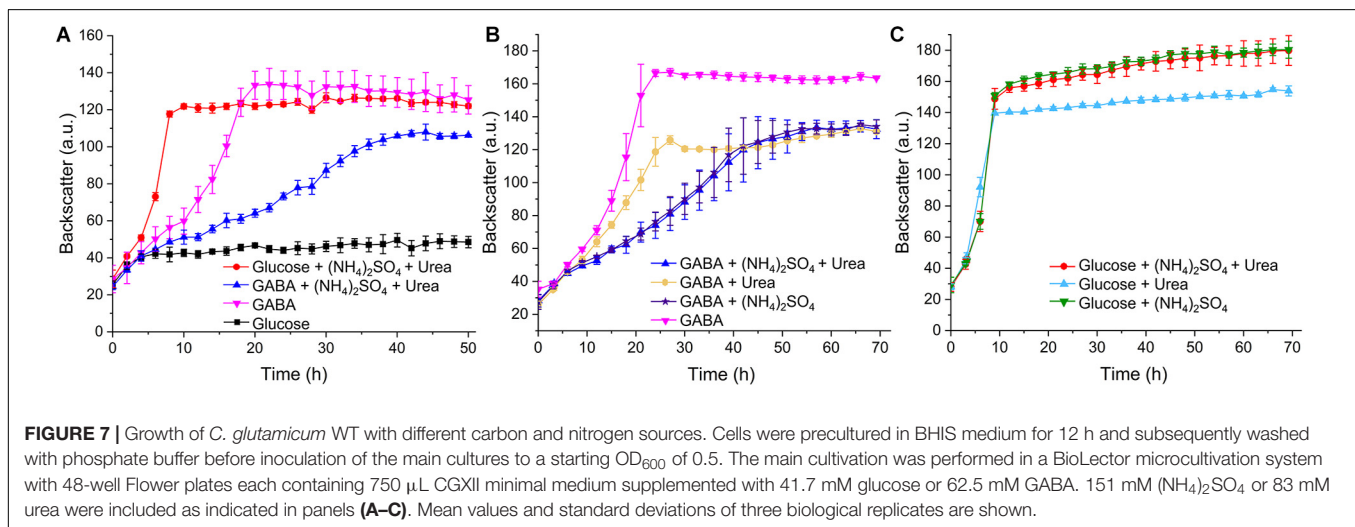 A
B
C
160
140
120
100
80
60
40
20
0
Backscatter (a.u.)
0 10 20 30 40 50
Time (h)
Glucose + (NH4)2SO4 + Urea
GABA + (NH4)2SO4 + Urea
GABA
Glucose
180
160
140
120
100
80
60
40
20
Backscatter (a.u.)
0 10 20 30 40 50 60 70
Time (h)
GABA + (NH4)2SO4 + Urea
GABA + Urea
GABA + (NH4)2SO4
GABA
180
160
140
120
100
80
60
40
20
0
Backscatter (a.u.)
0 10 20 30 40 50 60 70
Time (h)
Glucose + (NH4)2SO4 + Urea
Glucose + Urea
Glucose + (NH4)2SO4
FIGURE 7 | Growth of C. glutamicum WT with different carbon and nitrogen sources. Cells were precultured in BHIS medium for 12 h and subsequently washed
with phosphate buffer before inoculation of the main cultures to a starting OD600 of 0.5. The main cultivation was performed in a BioLector microcultivation system
with 48-well Flower plates each containing 750 μL CGXII minimal medium supplemented with 41.7 mM glucose or 62.5 mM GABA. 151 mM (NH4)2SO4 or 83 mM
urea were included as indicated in panels (A–C). Mean values and standard deviations of three biological replicates are shown.